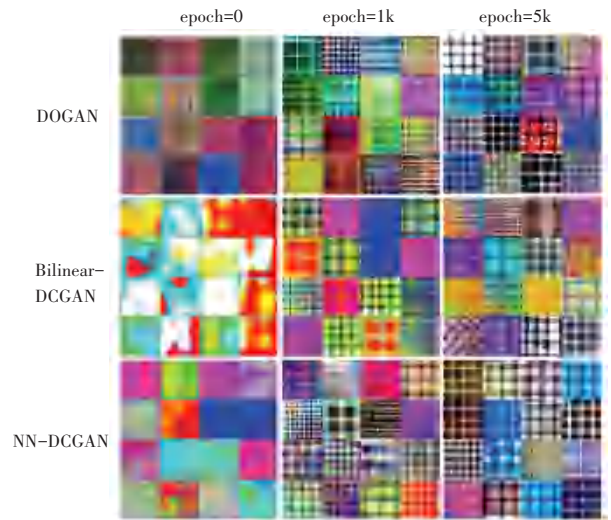 epoch=0 epoch=1k epoch=5k
DOGAN
Bilinear-
DCGAN
NN-DCGAN